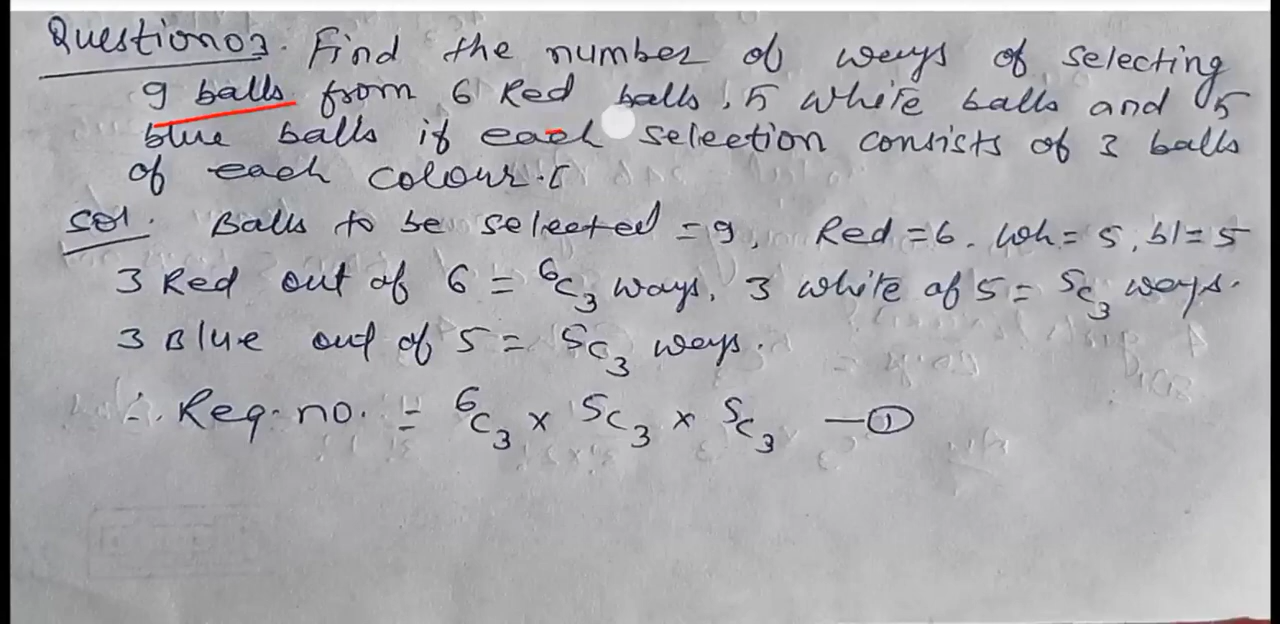 Question 03. Find the number of ways of selecting
9 balls from 6 Red balls, 5 white balls and 5
blue balls if each selection consists of 3 balls
of each colour.
Sol. Balls to be selected = 9, Red = 6. Wh = 5, bl = 5
3 Red out of 6 = ⁶C₃ ways, 3 white of 5 = ⁵C₃ ways.
3 Blue out of 5 = ⁵C₃ ways.
∴ Req. no. = ⁶C₃ × ⁵C₃ × ⁵C₃ —①